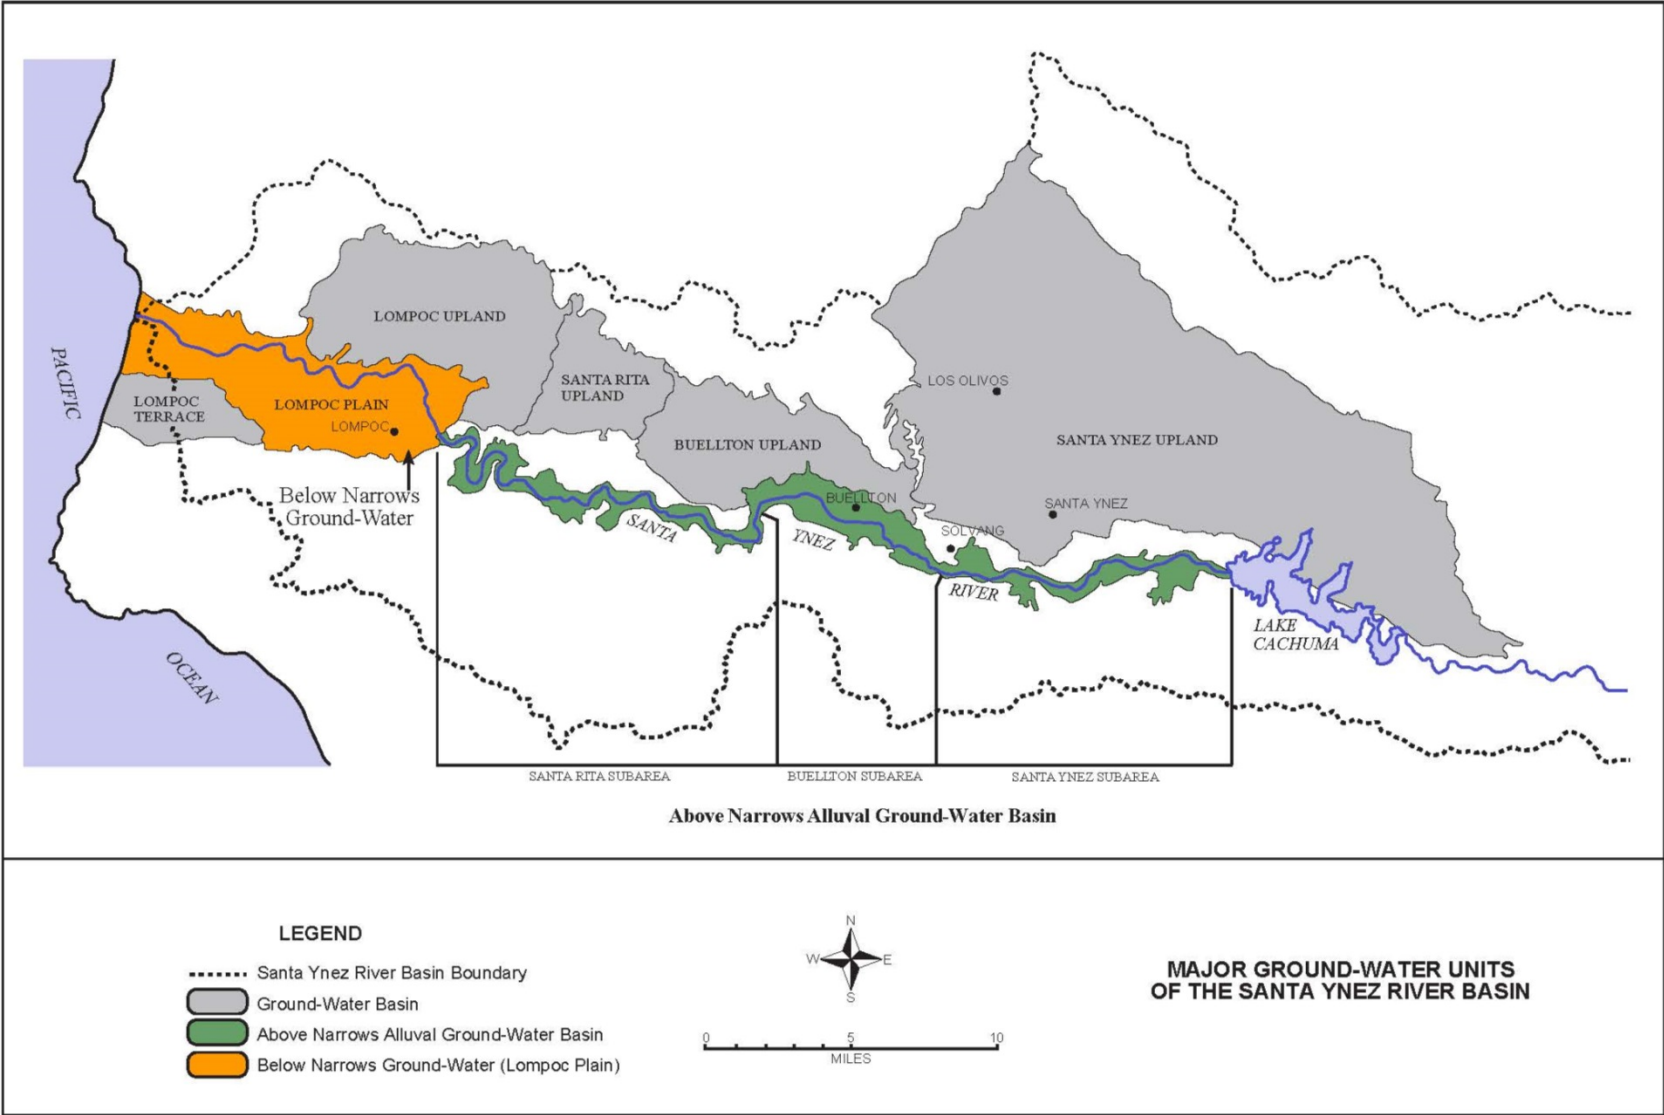 LOMPOC UPLAND
SANTA RITA
UPLAND
LOS OLIVOS
PACIFIC
LOMPOC
TERRACE
LOMPOC PLAIN
LOMPOC
BUELLTON UPLAND
SANTA YNEZ UPLAND
Below Narrows
Ground-Water
BUELLTON
SANTA YNEZ
SANTA
YNEZ
SOLVANG
RIVER
LAKE
CACHUMA
OCEAN
SANTA RITA SUBAREA
BUELLTON SUBAREA
SANTA YNEZ SUBAREA
Above Narrows Alluval Ground-Water Basin
LEGEND
Santa Ynez River Basin Boundary
Ground-Water Basin
Above Narrows Alluval Ground-Water Basin
Below Narrows Ground-Water (Lompoc Plain)
N
W E
S
0 5 10
MILES
MAJOR GROUND-WATER UNITS
OF THE SANTA YNEZ RIVER BASIN